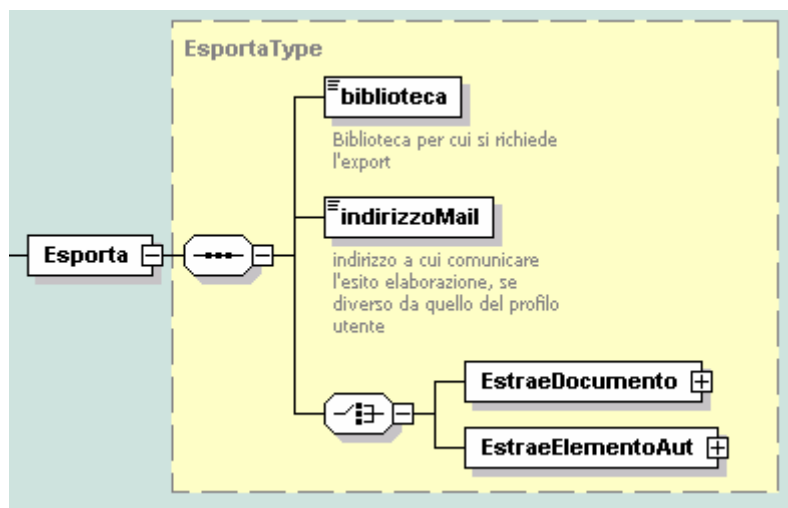 EsportaType
biblioteca
Biblioteca per cui si richiede
l'export
indirizzoMail
Esporta
indirizzo a cui comunicare
l'esito elaborazione, se
diverso da quello del profilo
utente
EstraeDocumento
EstraeElementoAut